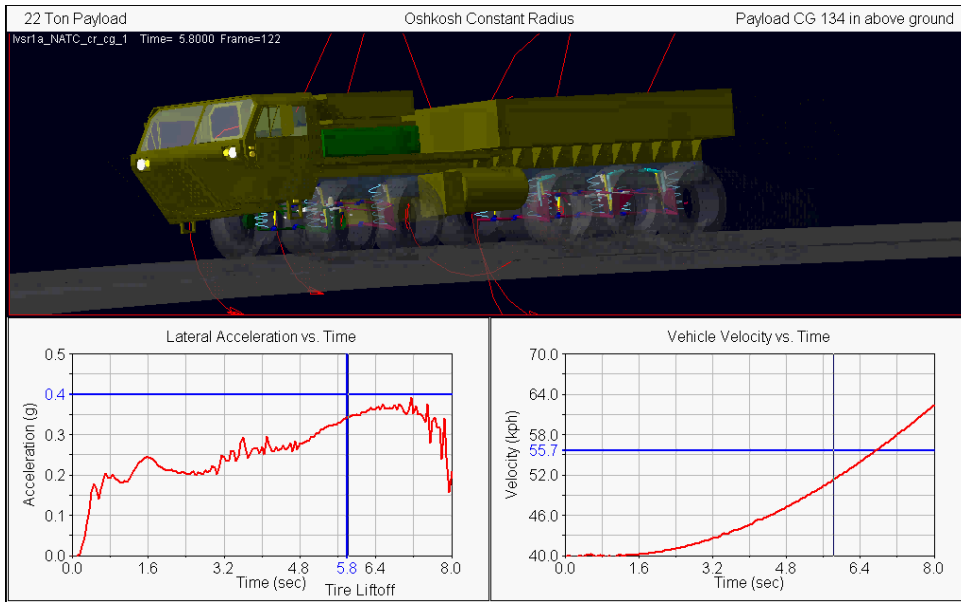 22 Ton Payload Oshkosh Constant Radius Payload CG 134 in above ground
lvsr1a_NATC_cr_cg_1 Time= 5.8000 Frame=122
Lateral Acceleration vs. Time
0.5
0.4
0.3
0.2
0.1
0.0
Acceleration (g)
0.0 1.6 3.2 4.8 5.8 6.4 8.0
Time (sec)
Tire Liftoff
Vehicle Velocity vs. Time
70.0
64.0
58.0
55.7
52.0
46.0
40.0
Velocity (kph)
0.0 1.6 3.2 4.8 6.4 8.0
Time (sec)